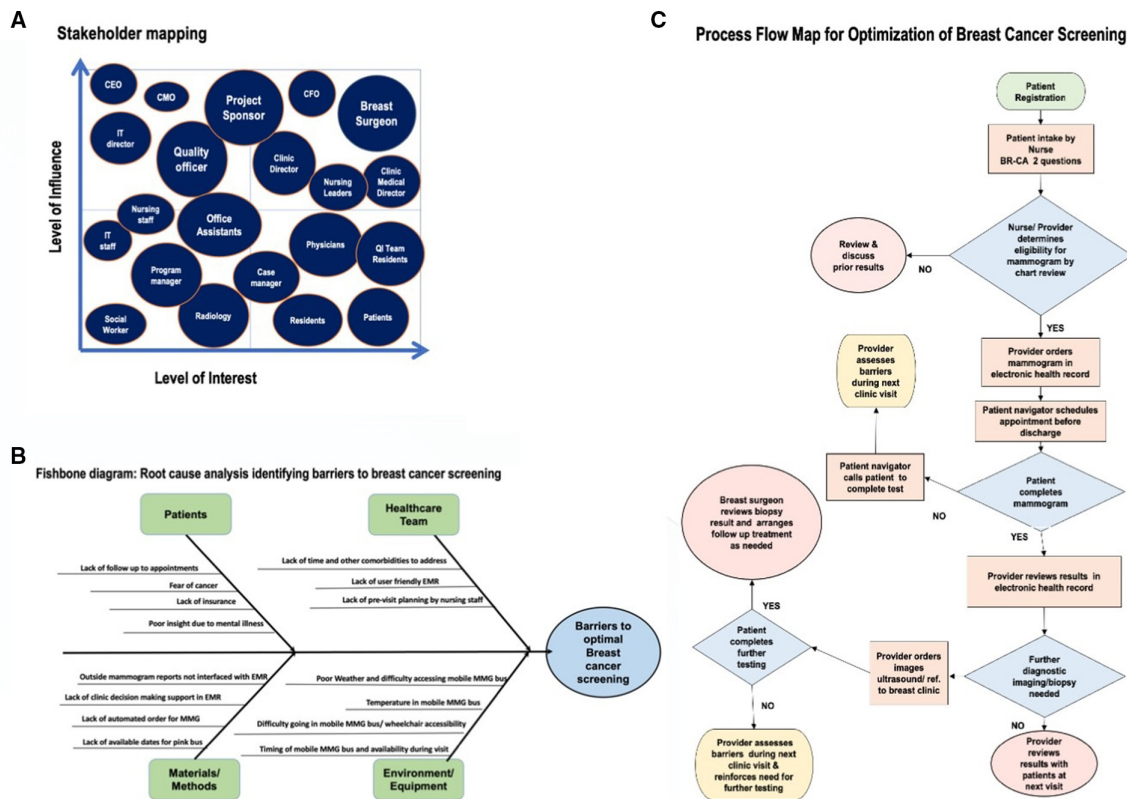 A
Stakeholder mapping
Level of Influence
CEO
CMO
Project
Sponsor
CFO
Breast
Surgeon
IT
director
Quality
officer
Clinic
Director
Nursing
Leaders
Clinic
Medical
Director
Nursing
staff
IT
staff
Office
Assistants
Physicians
QI Team
Residents
Program
manager
Case
manager
Social
Worker
Radiology
Residents
Patients
Level of Interest
B
Fishbone diagram: Root cause analysis identifying barriers to breast cancer screening
Patients
Healthcare
Team
Lack of follow up to appointments
Fear of cancer
Lack of insurance
Poor insight due to mental illness
Lack of time and other comorbidities to address
Lack of user friendly EMR
Lack of pre-visit planning by nursing staff
Barriers to
optimal
Breast
cancer
screening
Outside mammogram reports not interfaced with EMR
Lack of clinic decision making support in EMR
Lack of automated order for MMG
Lack of available dates for pink bus
Poor Weather and difficulty accessing mobile MMG bus
Temperature in mobile MMG bus
Difficulty going in mobile MMG bus/ wheelchair accessibility
Timing of mobile MMG bus and availability during visit
Materials/
Methods
Environment/
Equipment
C
Process Flow Map for Optimization of Breast Cancer Screening
Patient
Registration
Patient intake by
Nurse
BR-CA 2 questions
Nurse/ Provider
determines
eligibility for
mammogram by
chart review
NO
Review &
discuss
prior results
YES
Provider orders
mammogram in
electronic health record
Patient navigator schedules
appointment before
discharge
Patient
completes
mammogram
NO
Patient navigator
calls patient to
complete test
Provider
assesses
barriers
during next
clinic visit
YES
Provider reviews results in
electronic health record
Further
diagnostic
imaging/biopsy
needed
NO
Provider
reviews
results with
patients at
next visit
Provider orders
images
ultrasound/ ref.
to breast clinic
Patient
completes
further
testing
YES
Breast surgeon
reviews biopsy
result and arranges
follow up treatment
as needed
NO
Provider assesses
barriers during next
clinic visit &
reinforces need for
further testing